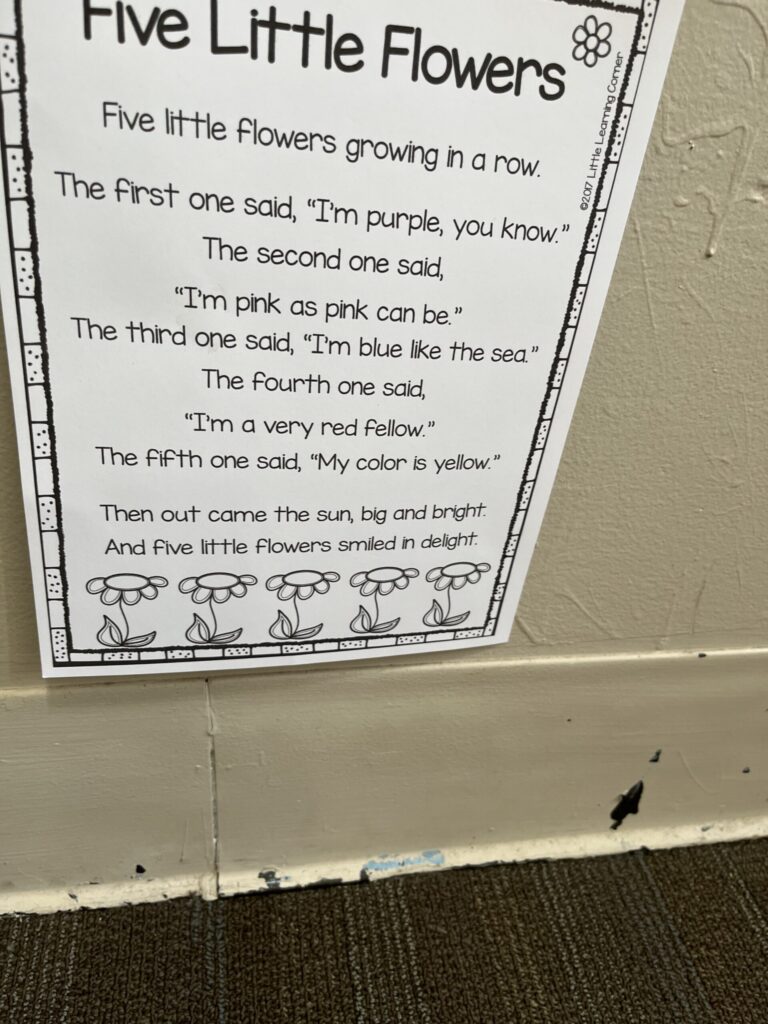 Five Little Flowers
Five little flowers growing in a row.
The first one said, “I’m purple, you know.”
The second one said,
“I’m pink as pink can be.”
The third one said, “I’m blue like the sea.”
The fourth one said,
“I’m a very red fellow.”
The fifth one said, “My color is yellow.”
Then out came the sun, big and bright.
And five little flowers smiled in delight.
©2017 Little Learning Corner